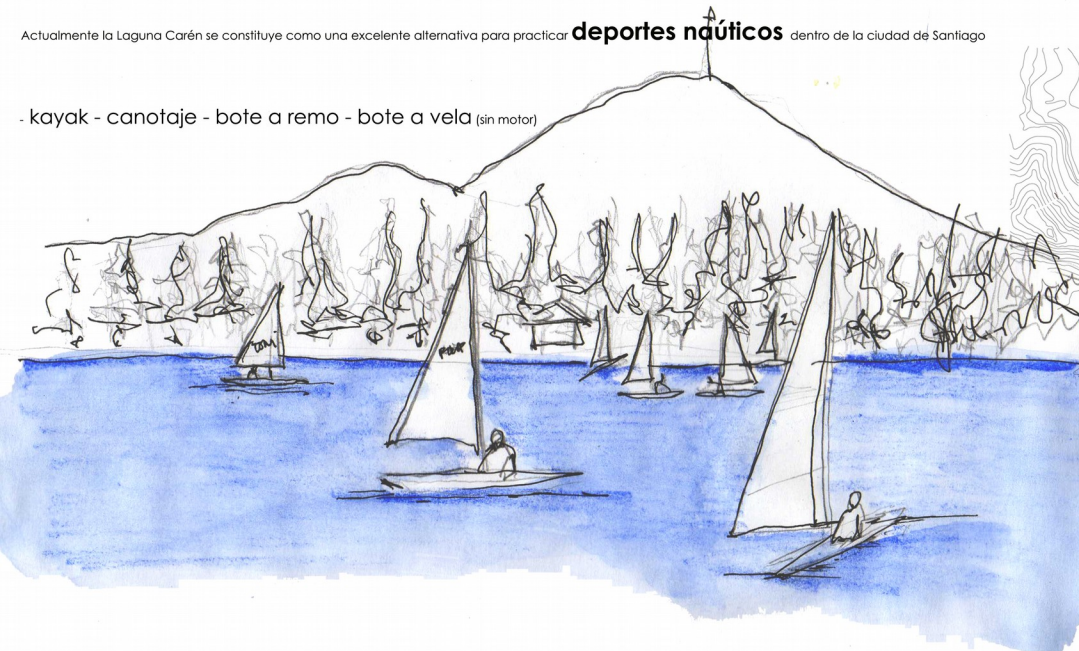 Actualmente la Laguna Carén se constituye como una excelente alternativa para practicar deportes naúticos dentro de la ciudad de Santiago
- kayak - canotaje - bote a remo - bote a vela (sin motor)